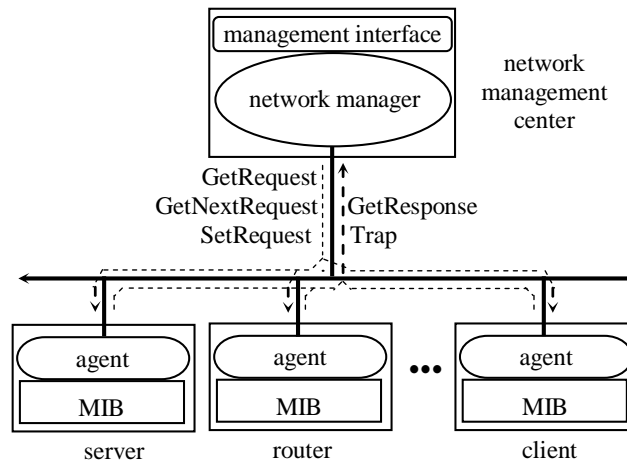 management interface
network manager
network
management
center
GetRequest
GetNextRequest
SetRequest
GetResponse
Trap
agent
MIB
server
agent
MIB
router
agent
MIB
client